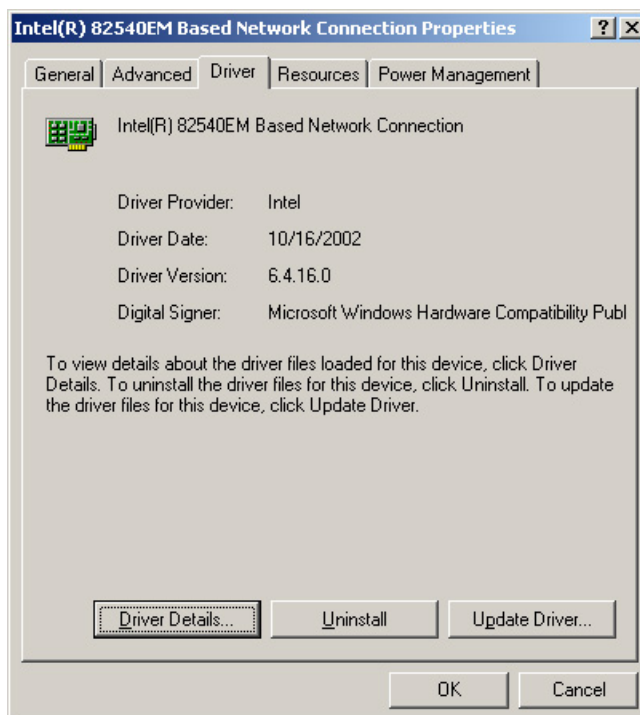 Intel(R) 82540EM Based Network Connection Properties
General Advanced Driver Resources Power Management
Intel(R) 82540EM Based Network Connection
Driver Provider: Intel
Driver Date: 10/16/2002
Driver Version: 6.4.16.0
Digital Signer: Microsoft Windows Hardware Compatibility Publ
To view details about the driver files loaded for this device, click Driver
Details. To uninstall the driver files for this device, click Uninstall. To update
the driver files for this device, click Update Driver.
Driver Details... Uninstall Update Driver...
OK Cancel